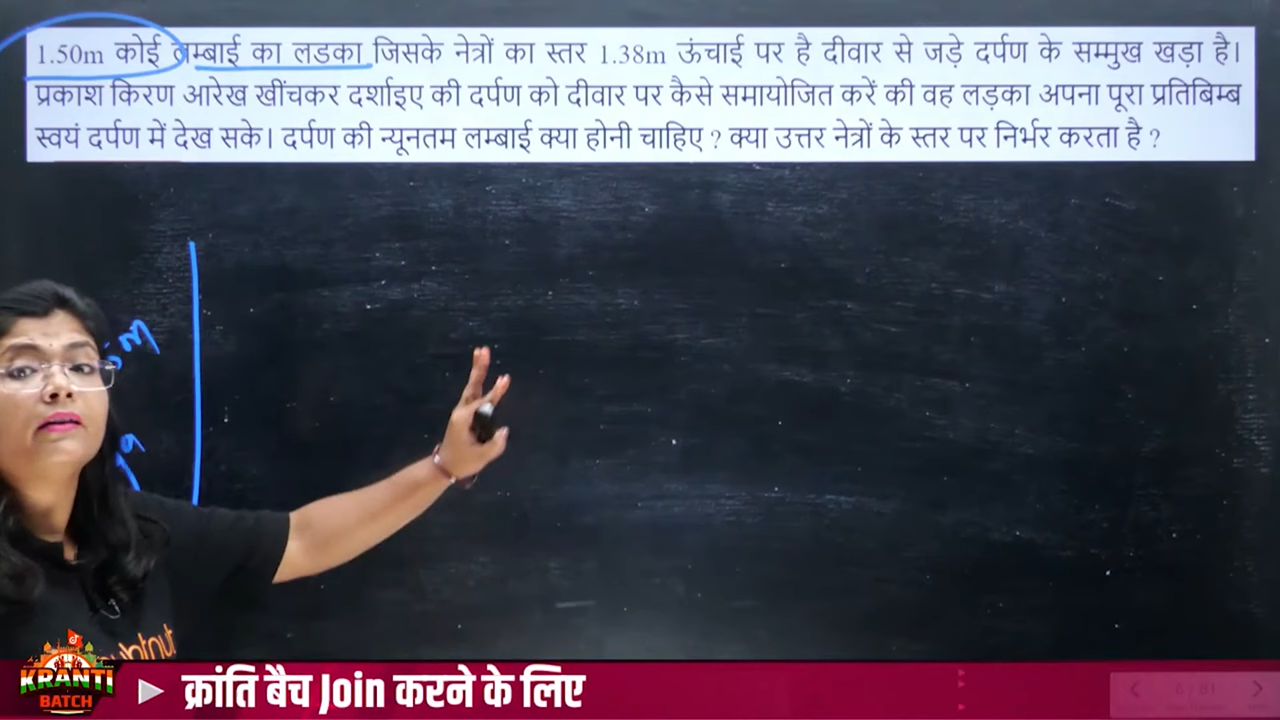 1.50m कोई लम्बाई का लडका जिसके नेत्रों का स्तर 1.38m ऊंचाई पर है दीवार से जड़े दर्पण के सम्मुख खड़ा है।
प्रकाश किरण आरेख खींचकर दर्शाइए की दर्पण को दीवार पर कैसे समायोजित करें की वह लड़का अपना पूरा प्रतिबिम्ब
स्वयं दर्पण में देख सके। दर्पण की न्यूनतम लम्बाई क्या होनी चाहिए ? क्या उत्तर नेत्रों के स्तर पर निर्भर करता है ?
KRANTI
BATCH
क्रांति बैच Join करने के लिए
6 / 81